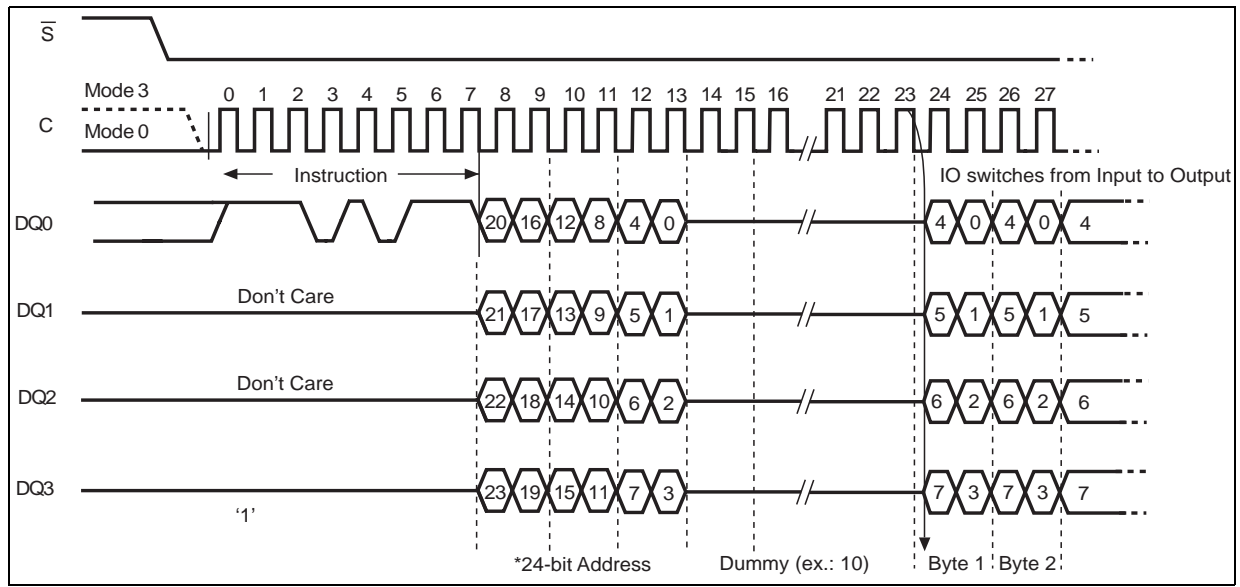 S
Mode 3
0 1 2 3 4 5 6 7 8 9 10 11 12 13 14 15 16 21 22 23 24 25 26 27
C
Mode 0
Instruction
IO switches from Input to Output
DQ0
20 16 12 8 4 0 4 0 4 0 4
Don't Care
DQ1
21 17 13 9 5 1 5 1 5 1 5
Don't Care
DQ2
22 18 14 10 6 2 6 2 6 2 6
DQ3
23 19 15 11 7 3 7 3 7 3 7
‘1’
*24-bit Address Dummy (ex.: 10) Byte 1 Byte 2